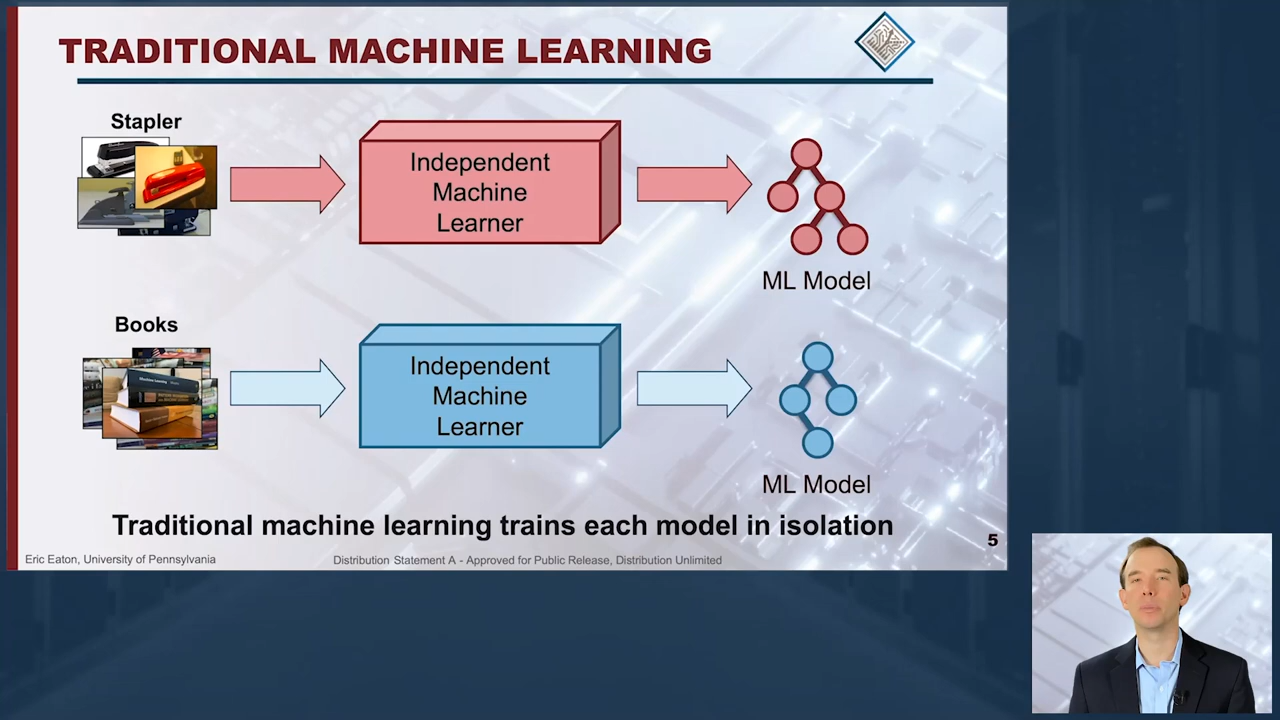 TRADITIONAL MACHINE LEARNING
Stapler
Independent
Machine
Learner
ML Model
Books
Independent
Machine
Learner
ML Model
Traditional machine learning trains each model in isolation
5
Eric Eaton, University of Pennsylvania
Distribution Statement A - Approved for Public Release, Distribution Unlimited